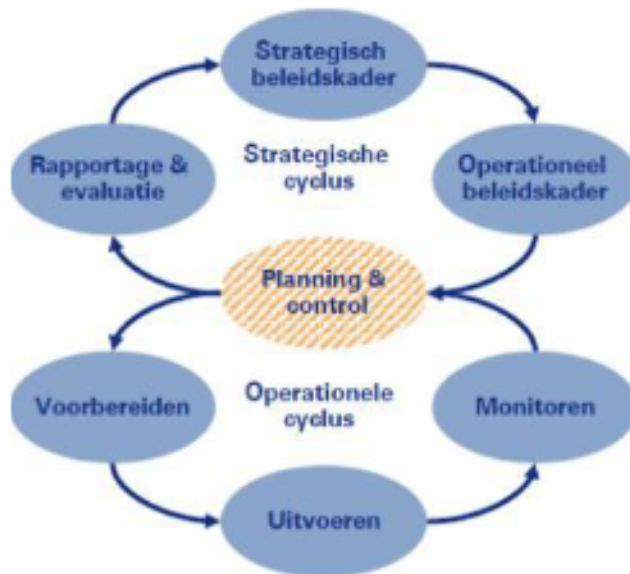 Strategisch
beleidskader
Rapportage &
evaluatie
Strategische
cyclus
Operationeel
beleidskader
Planning &
control
Voorbereiden
Operationele
cyclus
Monitoren
Uitvoeren